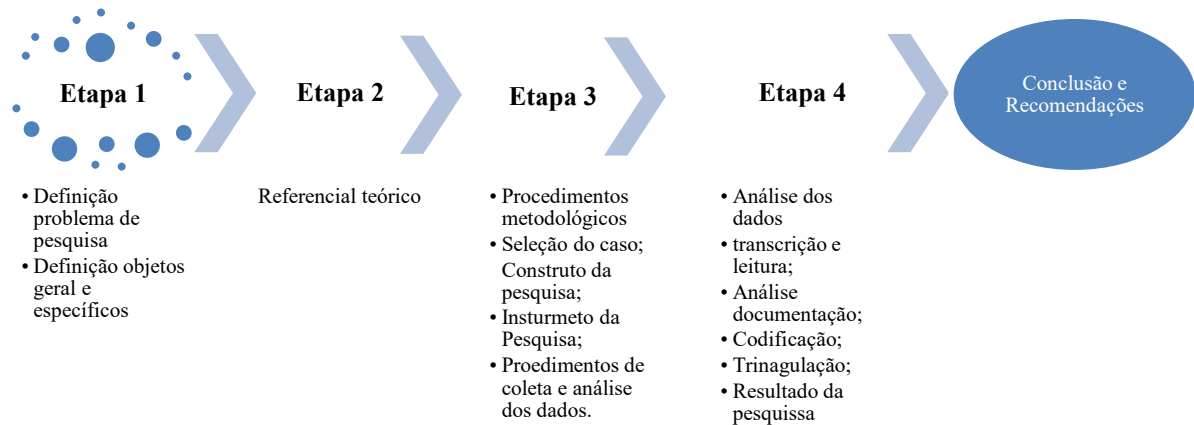 Etapa 1
• Definição
problema de
pesquisa
• Definição objetos
geral e
específicos
Etapa 2
Referencial teórico
Etapa 3
• Procedimentos
metodológicos
• Seleção do caso;
Construto da
pesquisa;
• Insturmeto da
Pesquisa;
• Proedimentos de
coleta e análise
dos dados.
Etapa 4
• Análise dos
dados
• transcrição e
leitura;
• Análise
documentação;
• Codificação;
• Trinagulação;
• Resultado da
pesquissa
Conclusão e
Recomendações